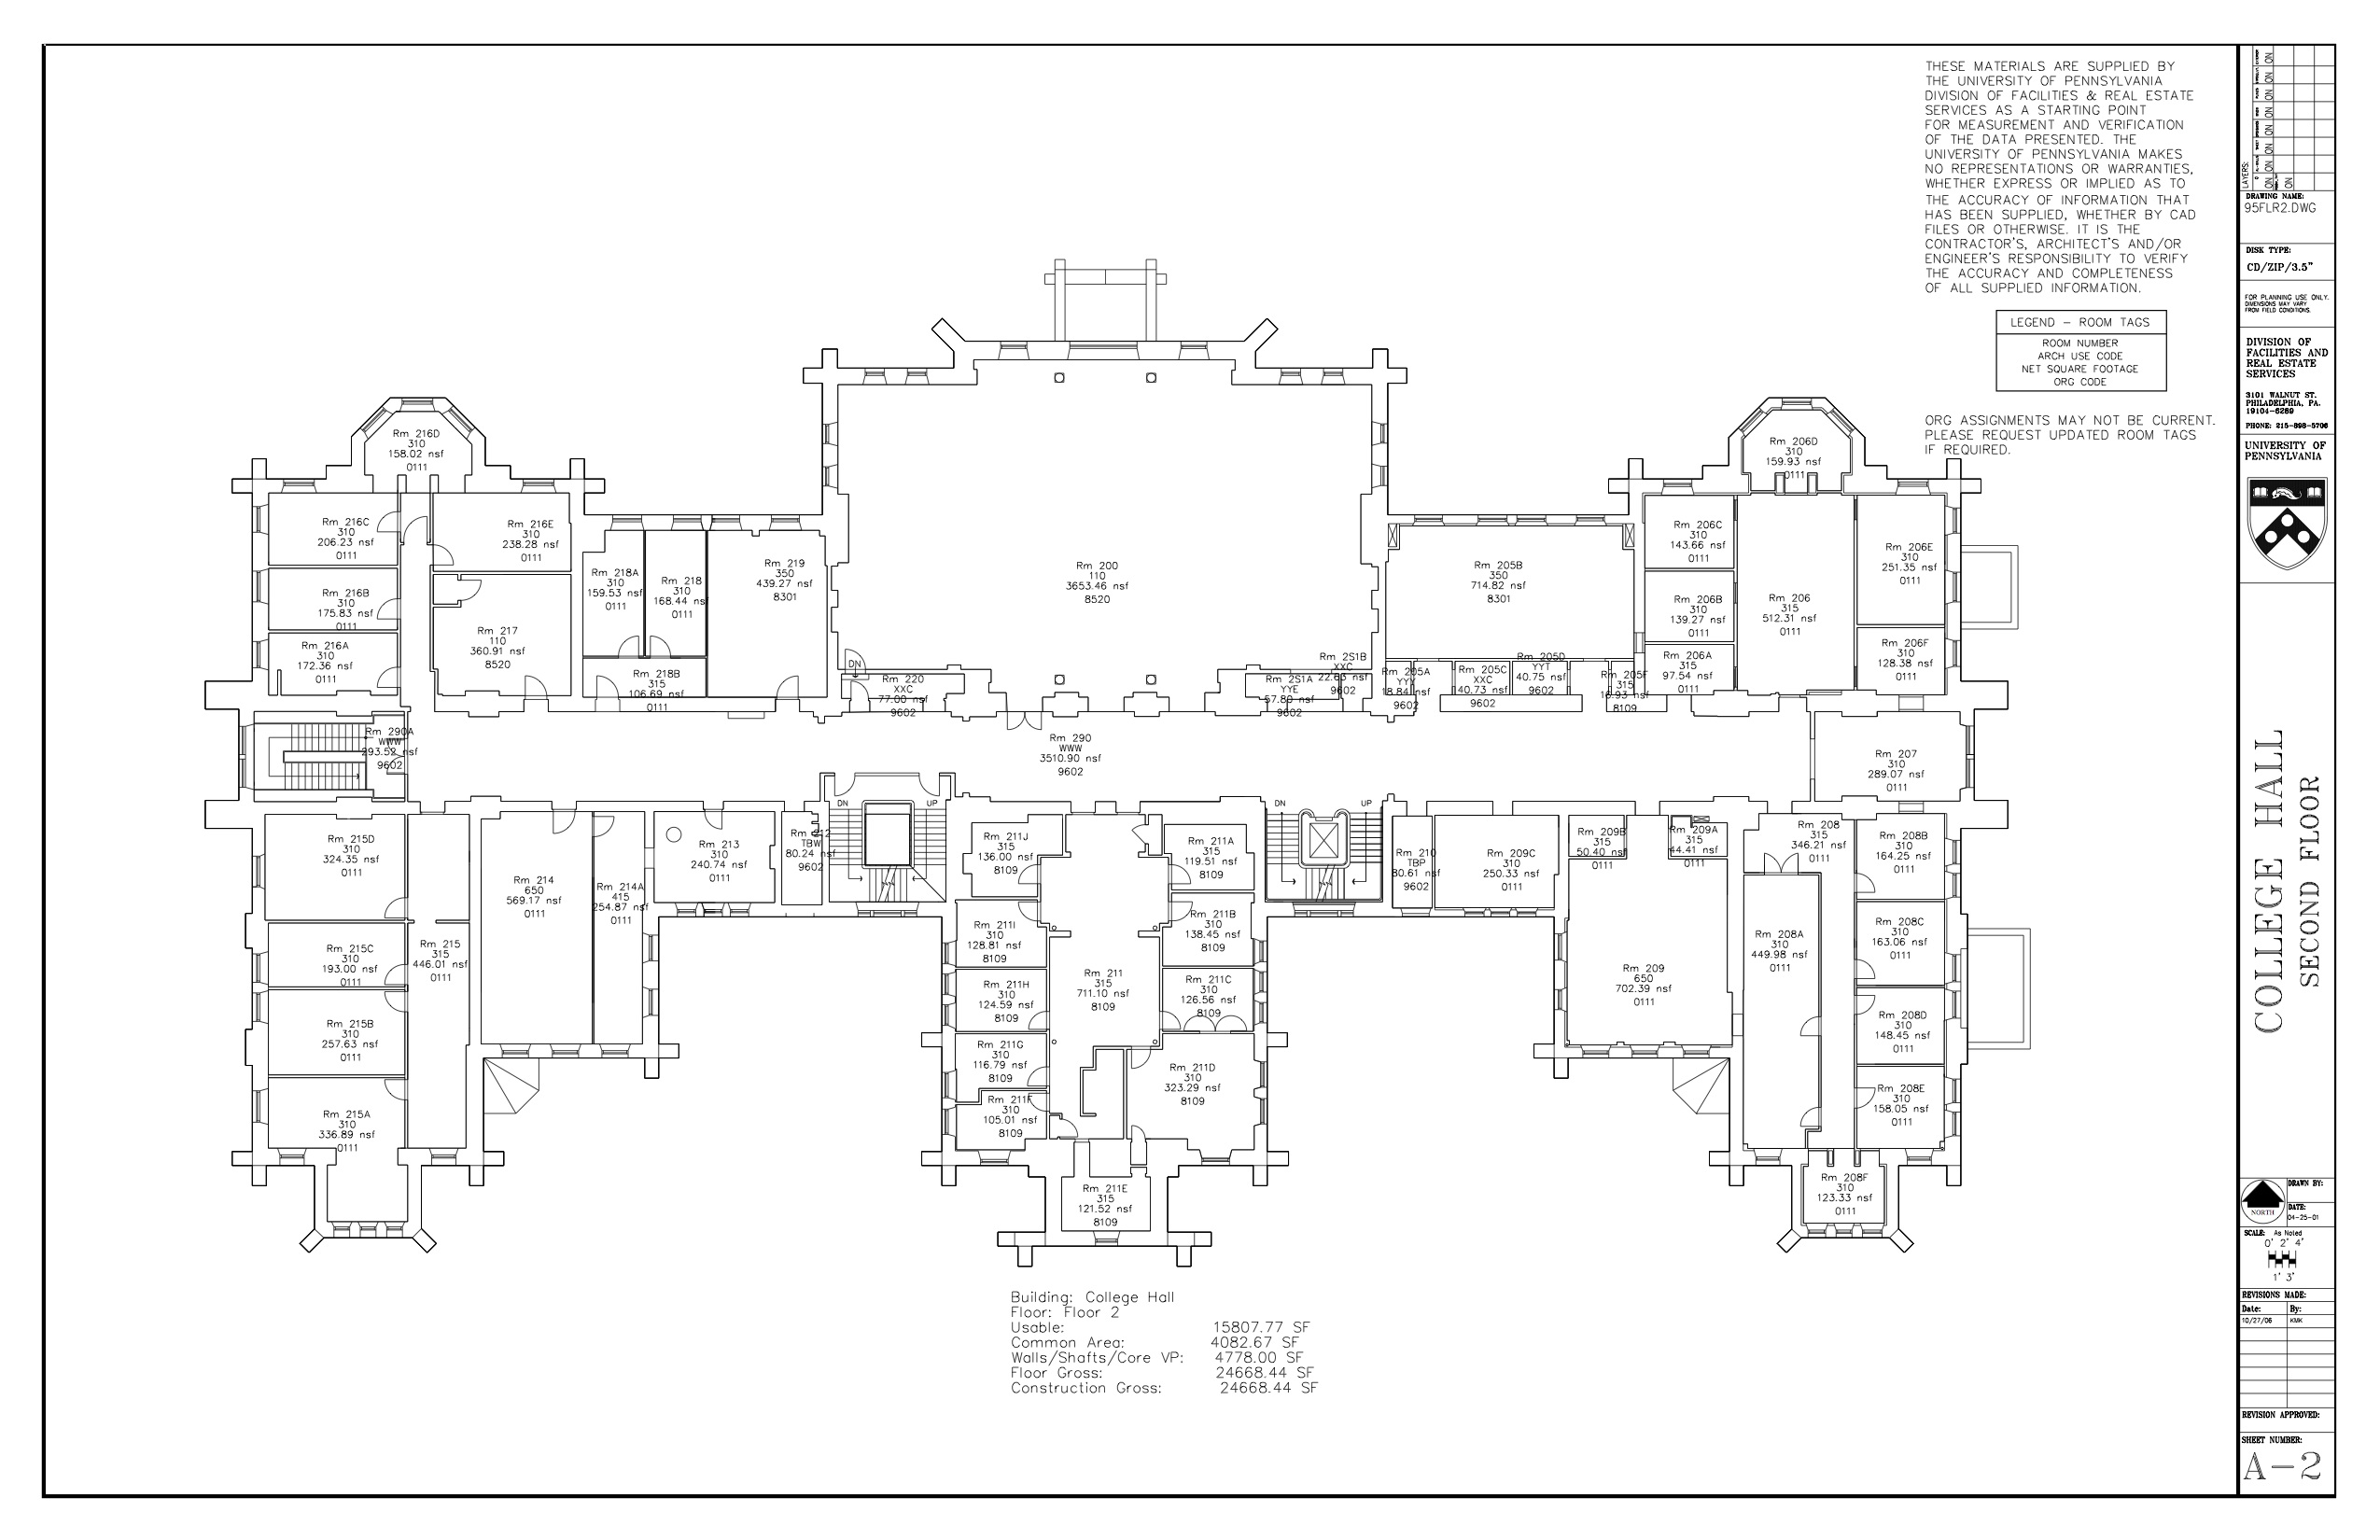 THESE MATERIALS ARE SUPPLIED BY
THE UNIVERSITY OF PENNSYLVANIA
DIVISION OF FACILITIES & REAL ESTATE
SERVICES AS A STARTING POINT
FOR MEASUREMENT AND VERIFICATION
OF THE DATA PRESENTED. THE
UNIVERSITY OF PENNSYLVANIA MAKES
NO REPRESENTATIONS OR WARRANTIES,
WHETHER EXPRESS OR IMPLIED AS TO
THE ACCURACY OF INFORMATION THAT
HAS BEEN SUPPLIED, WHETHER BY CAD
FILES OR OTHERWISE. IT IS THE
CONTRACTOR'S, ARCHITECT'S AND/OR
ENGINEER'S RESPONSIBILITY TO VERIFY
THE ACCURACY AND COMPLETENESS
OF ALL SUPPLIED INFORMATION.
LEGEND – ROOM TAGS
ROOM NUMBER
ARCH USE CODE
NET SQUARE FOOTAGE
ORG CODE
ORG ASSIGNMENTS MAY NOT BE CURRENT.
PLEASE REQUEST UPDATED ROOM TAGS
IF REQUIRED.
Rm 216D
310
158.02 nsf
0111
Rm 216C
310
206.23 nsf
0111
Rm 216E
310
238.28 nsf
0111
Rm 216B
310
175.83 nsf
0111
Rm 216A
310
172.36 nsf
0111
Rm 217
110
360.91 nsf
8520
Rm 218A
310
159.53 nsf
0111
Rm 218
310
168.44 nsf
0111
Rm 218B
315
106.69 nsf
0111
Rm 219
350
439.27 nsf
8301
Rm 200
110
3653.46 nsf
8520
DN
Rm 220
XXC
77.00 nsf
9602
Rm 2S1B
XXC
22.63 nsf
9602
Rm 2S1A
YYE
57.80 nsf
9602
Rm 205B
350
714.82 nsf
8301
Rm 205A
YYY
18.84 nsf
9602
Rm 205C
XXC
40.73 nsf
9602
Rm 205D
YYT
40.75 nsf
9602
Rm 205F
315
16.93 nsf
8109
Rm 206D
310
159.93 nsf
0111
Rm 206C
310
143.66 nsf
0111
Rm 206B
310
139.27 nsf
0111
Rm 206A
315
97.54 nsf
0111
Rm 206
315
512.31 nsf
0111
Rm 206E
310
251.35 nsf
0111
Rm 206F
310
128.38 nsf
0111
Rm 290A
WWW
293.52 nsf
9602
Rm 290
WWW
3510.90 nsf
9602
Rm 207
310
289.07 nsf
0111
Rm 215D
310
324.35 nsf
0111
Rm 215C
310
193.00 nsf
0111
Rm 215B
310
257.63 nsf
0111
Rm 215A
310
336.89 nsf
0111
Rm 215
315
446.01 nsf
0111
Rm 214
650
569.17 nsf
0111
Rm 214A
415
254.87 nsf
0111
Rm 213
310
240.74 nsf
0111
Rm 212
TBW
80.24 nsf
9602
DN
UP
Rm 211J
315
136.00 nsf
8109
Rm 211I
310
128.81 nsf
8109
Rm 211H
310
124.59 nsf
8109
Rm 211G
310
116.79 nsf
8109
Rm 211F
310
105.01 nsf
8109
Rm 211
315
711.10 nsf
8109
Rm 211A
315
119.51 nsf
8109
Rm 211B
310
138.45 nsf
8109
Rm 211C
310
126.56 nsf
8109
Rm 211D
310
323.29 nsf
8109
Rm 211E
315
121.52 nsf
8109
DN
UP
Rm 210
TBP
80.61 nsf
9602
Rm 209C
310
250.33 nsf
0111
Rm 209B
315
50.40 nsf
0111
Rm 209A
315
44.41 nsf
0111
Rm 209
650
702.39 nsf
0111
Rm 208
315
346.21 nsf
0111
Rm 208A
310
449.98 nsf
0111
Rm 208B
310
164.25 nsf
0111
Rm 208C
310
163.06 nsf
0111
Rm 208D
310
148.45 nsf
0111
Rm 208E
310
158.05 nsf
0111
Rm 208F
310
123.33 nsf
0111
Building: College Hall
Floor: Floor 2
Usable: 15807.77 SF
Common Area: 4082.67 SF
Walls/Shafts/Core VP: 4778.00 SF
Floor Gross: 24668.44 SF
Construction Gross: 24668.44 SF
LAYERS:
ON ON ON ON ON ON ON
ON
DRAWING NAME:
95FLR2.DWG
DISK TYPE:
CD/ZIP/3.5"
FOR PLANNING USE ONLY.
DIMENSIONS MAY VARY
FROM FIELD CONDITIONS.
DIVISION OF
FACILITIES AND
REAL ESTATE
SERVICES
3101 WALNUT ST.
PHILADELPHIA, PA.
19104-6289
PHONE: 215-898-5706
UNIVERSITY OF
PENNSYLVANIA
COLLEGE HALL
SECOND FLOOR
NORTH
DRAWN BY:
DATE:
04-25-01
SCALE: As Noted
0' 2' 4'
1' 3'
REVISIONS MADE:
Date: By:
10/27/06 KMK
REVISION APPROVED:
SHEET NUMBER:
A-2